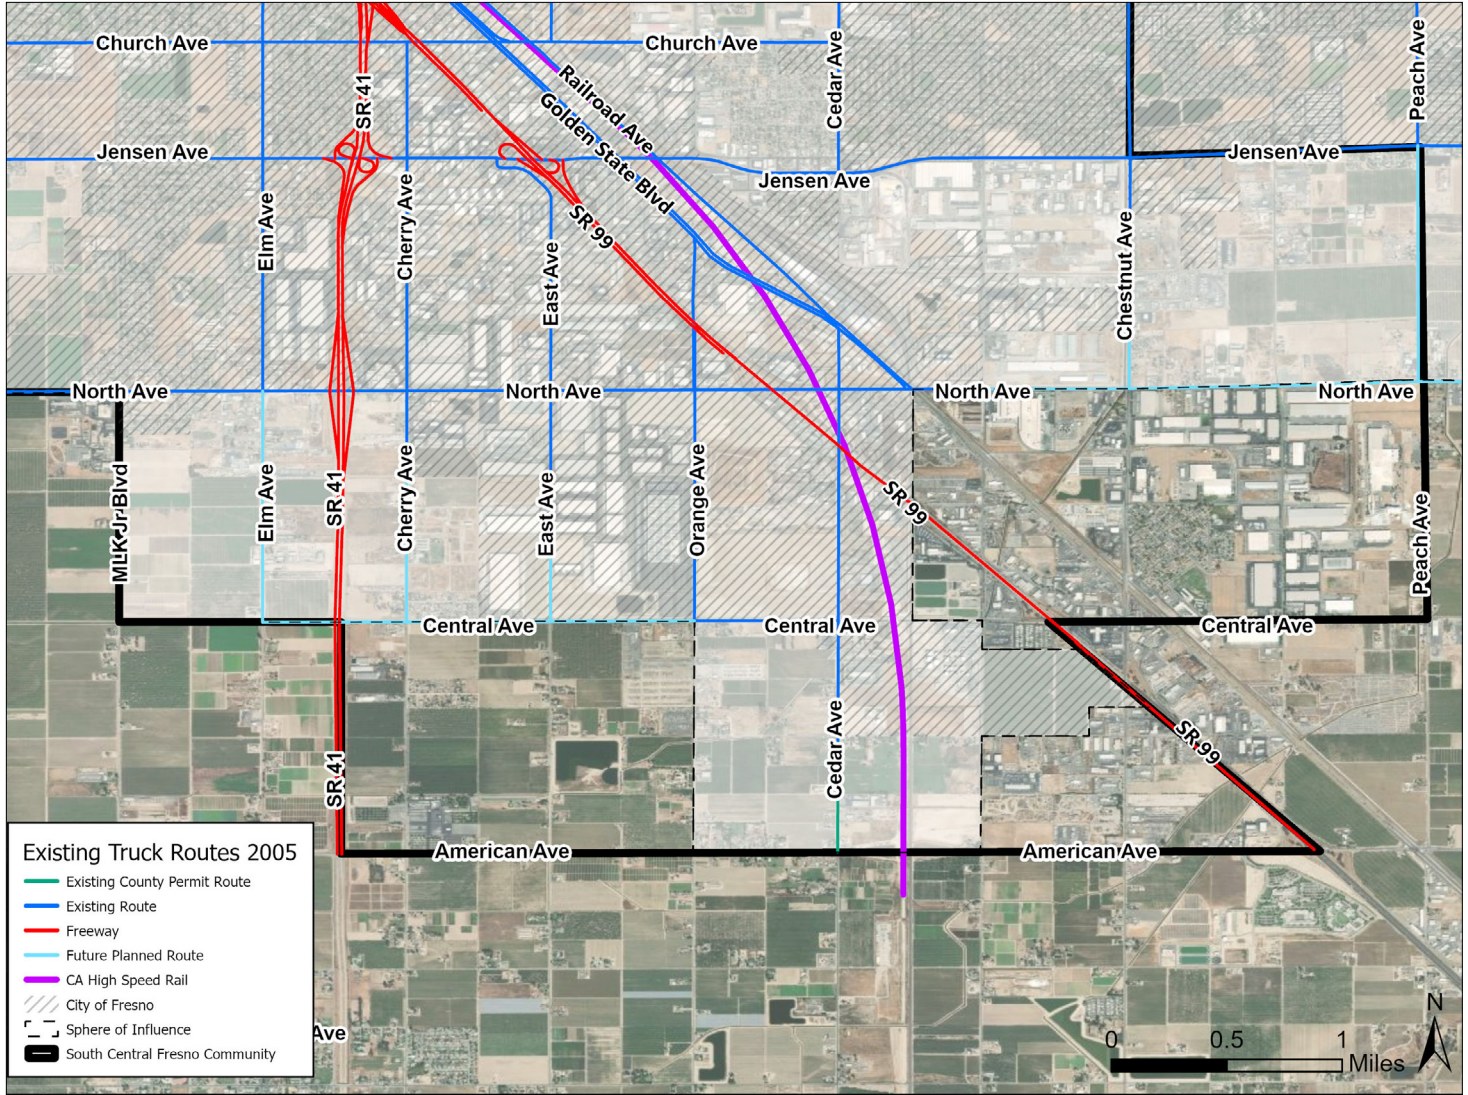 Church Ave
Church Ave
SR 41
Cedar Ave
Peach Ave
Railroad Ave
Golden State Blvd
Jensen Ave
Jensen Ave
Jensen Ave
Elm Ave
Cherry Ave
SR 99
East Ave
Chestnut Ave
North Ave
North Ave
North Ave
North Ave
MLK Jr Blvd
Elm Ave
SR 41
Cherry Ave
East Ave
Orange Ave
SR 99
Peach Ave
Central Ave
Central Ave
Central Ave
SR 41
Cedar Ave
SR 99
American Ave
American Ave
Existing Truck Routes 2005
Existing County Permit Route
Existing Route
Freeway
Future Planned Route
CA High Speed Rail
City of Fresno
Sphere of Influence
South Central Fresno Community
Ave
N
0 0.5 1
Miles